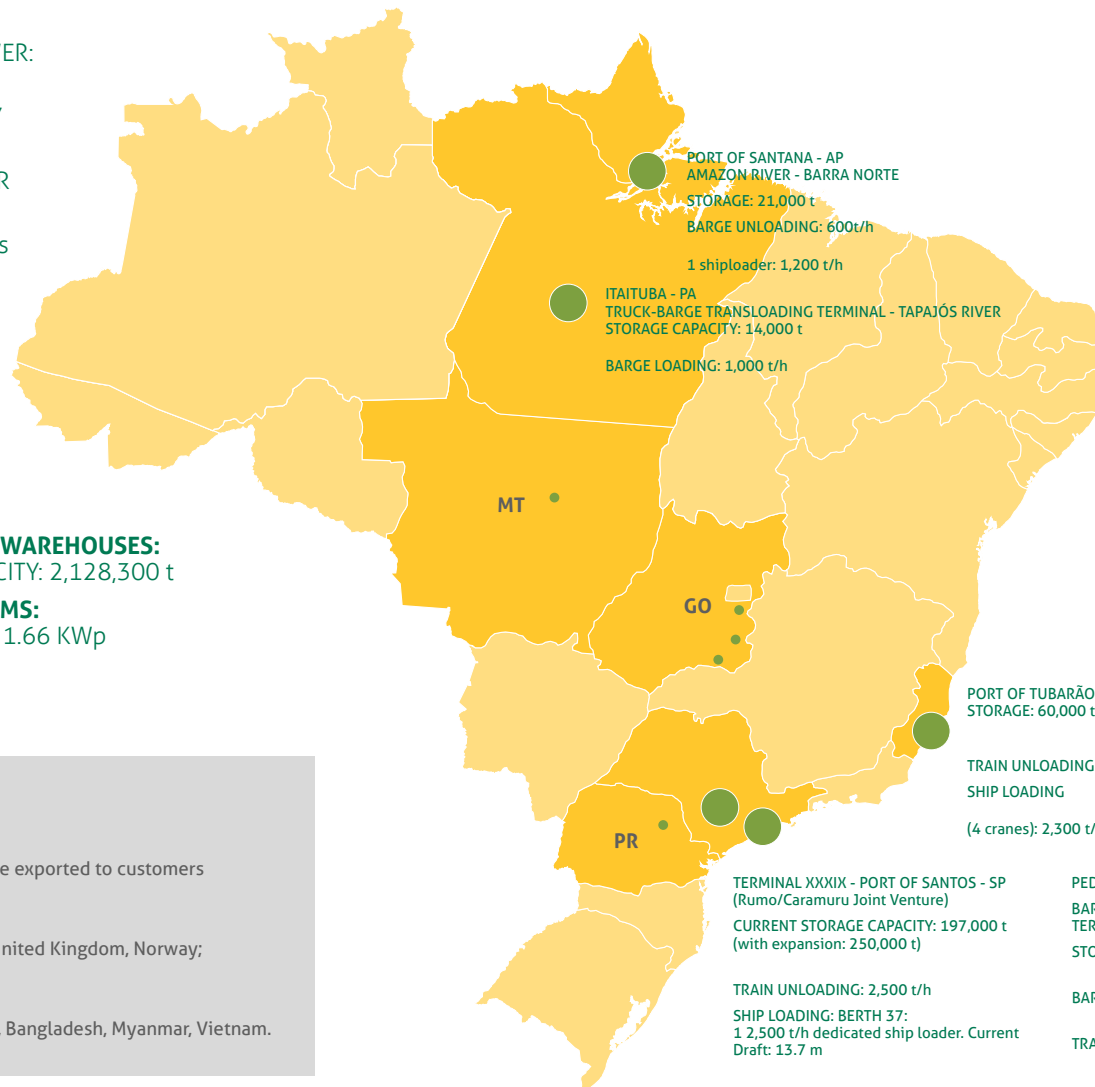 PORT OF SANTANA - AP
AMAZON RIVER - BARRA NORTE
STORAGE: 21,000 t
BARGE UNLOADING: 600t/h
1 shiploader: 1,200 t/h
ITAITUBA - PA
TRUCK-BARGE TRANSLOADING TERMINAL - TAPAJÓS RIVER
STORAGE CAPACITY: 14,000 t
BARGE LOADING: 1,000 t/h
MT
WAREHOUSES:
CITY: 2,128,300 t
MS:
1.66 KWp
GO
PORT OF TUBARÃO
STORAGE: 60,000 t
TRAIN UNLOADING
SHIP LOADING
(4 cranes): 2,300 t/
PR
e exported to customers
nited Kingdom, Norway;
Bangladesh, Myanmar, Vietnam.
TERMINAL XXXIX - PORT OF SANTOS - SP
(Rumo/Caramuru Joint Venture)
CURRENT STORAGE CAPACITY: 197,000 t
(with expansion: 250,000 t)
TRAIN UNLOADING: 2,500 t/h
SHIP LOADING: BERTH 37:
1 2,500 t/h dedicated ship loader. Current
Draft: 13.7 m
PED
BAR
TER
STO
BAR
TRA